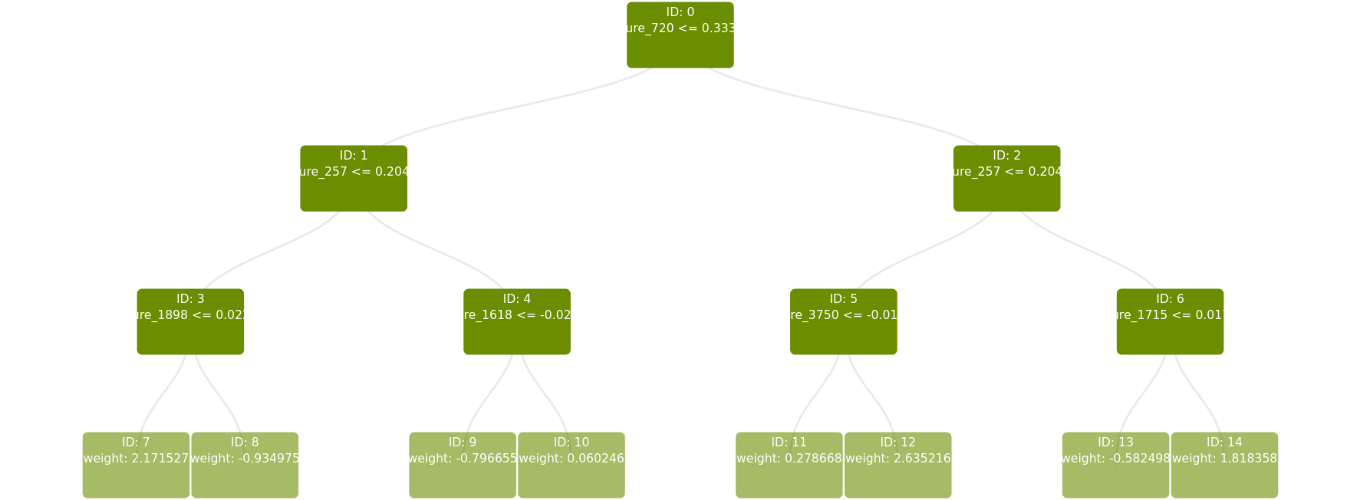 ID: 0
ure_720 <= 0.333
ID: 1
ure_257 <= 0.204
ID: 2
ure_257 <= 0.204
ID: 3
ure_1898 <= 0.02
ID: 4
re_1618 <= -0.02
ID: 5
re_3750 <= -0.01
ID: 6
ure_1715 <= 0.01
ID: 7
weight: 2.171527
ID: 8
weight: -0.934975
ID: 9
weight: -0.796655
ID: 10
weight: 0.060246
ID: 11
weight: 0.278668
ID: 12
weight: 2.635216
ID: 13
weight: -0.582498
ID: 14
weight: 1.818358